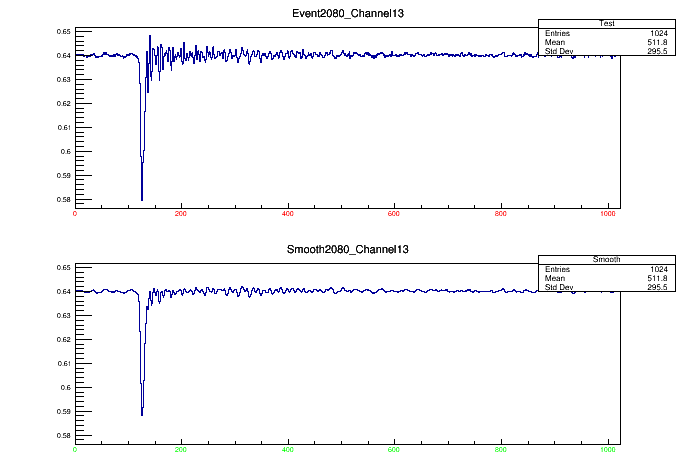 Event2080_Channel13
Test
Entries 1024
Mean 511.8
Std Dev 295.5
0.65
0.64
0.63
0.62
0.61
0.6
0.59
0.58
0 200 400 600 800 1000
Smooth2080_Channel13
Smooth
Entries 1024
Mean 511.8
Std Dev 295.5
0.65
0.64
0.63
0.62
0.61
0.6
0.59
0.58
0 200 400 600 800 1000